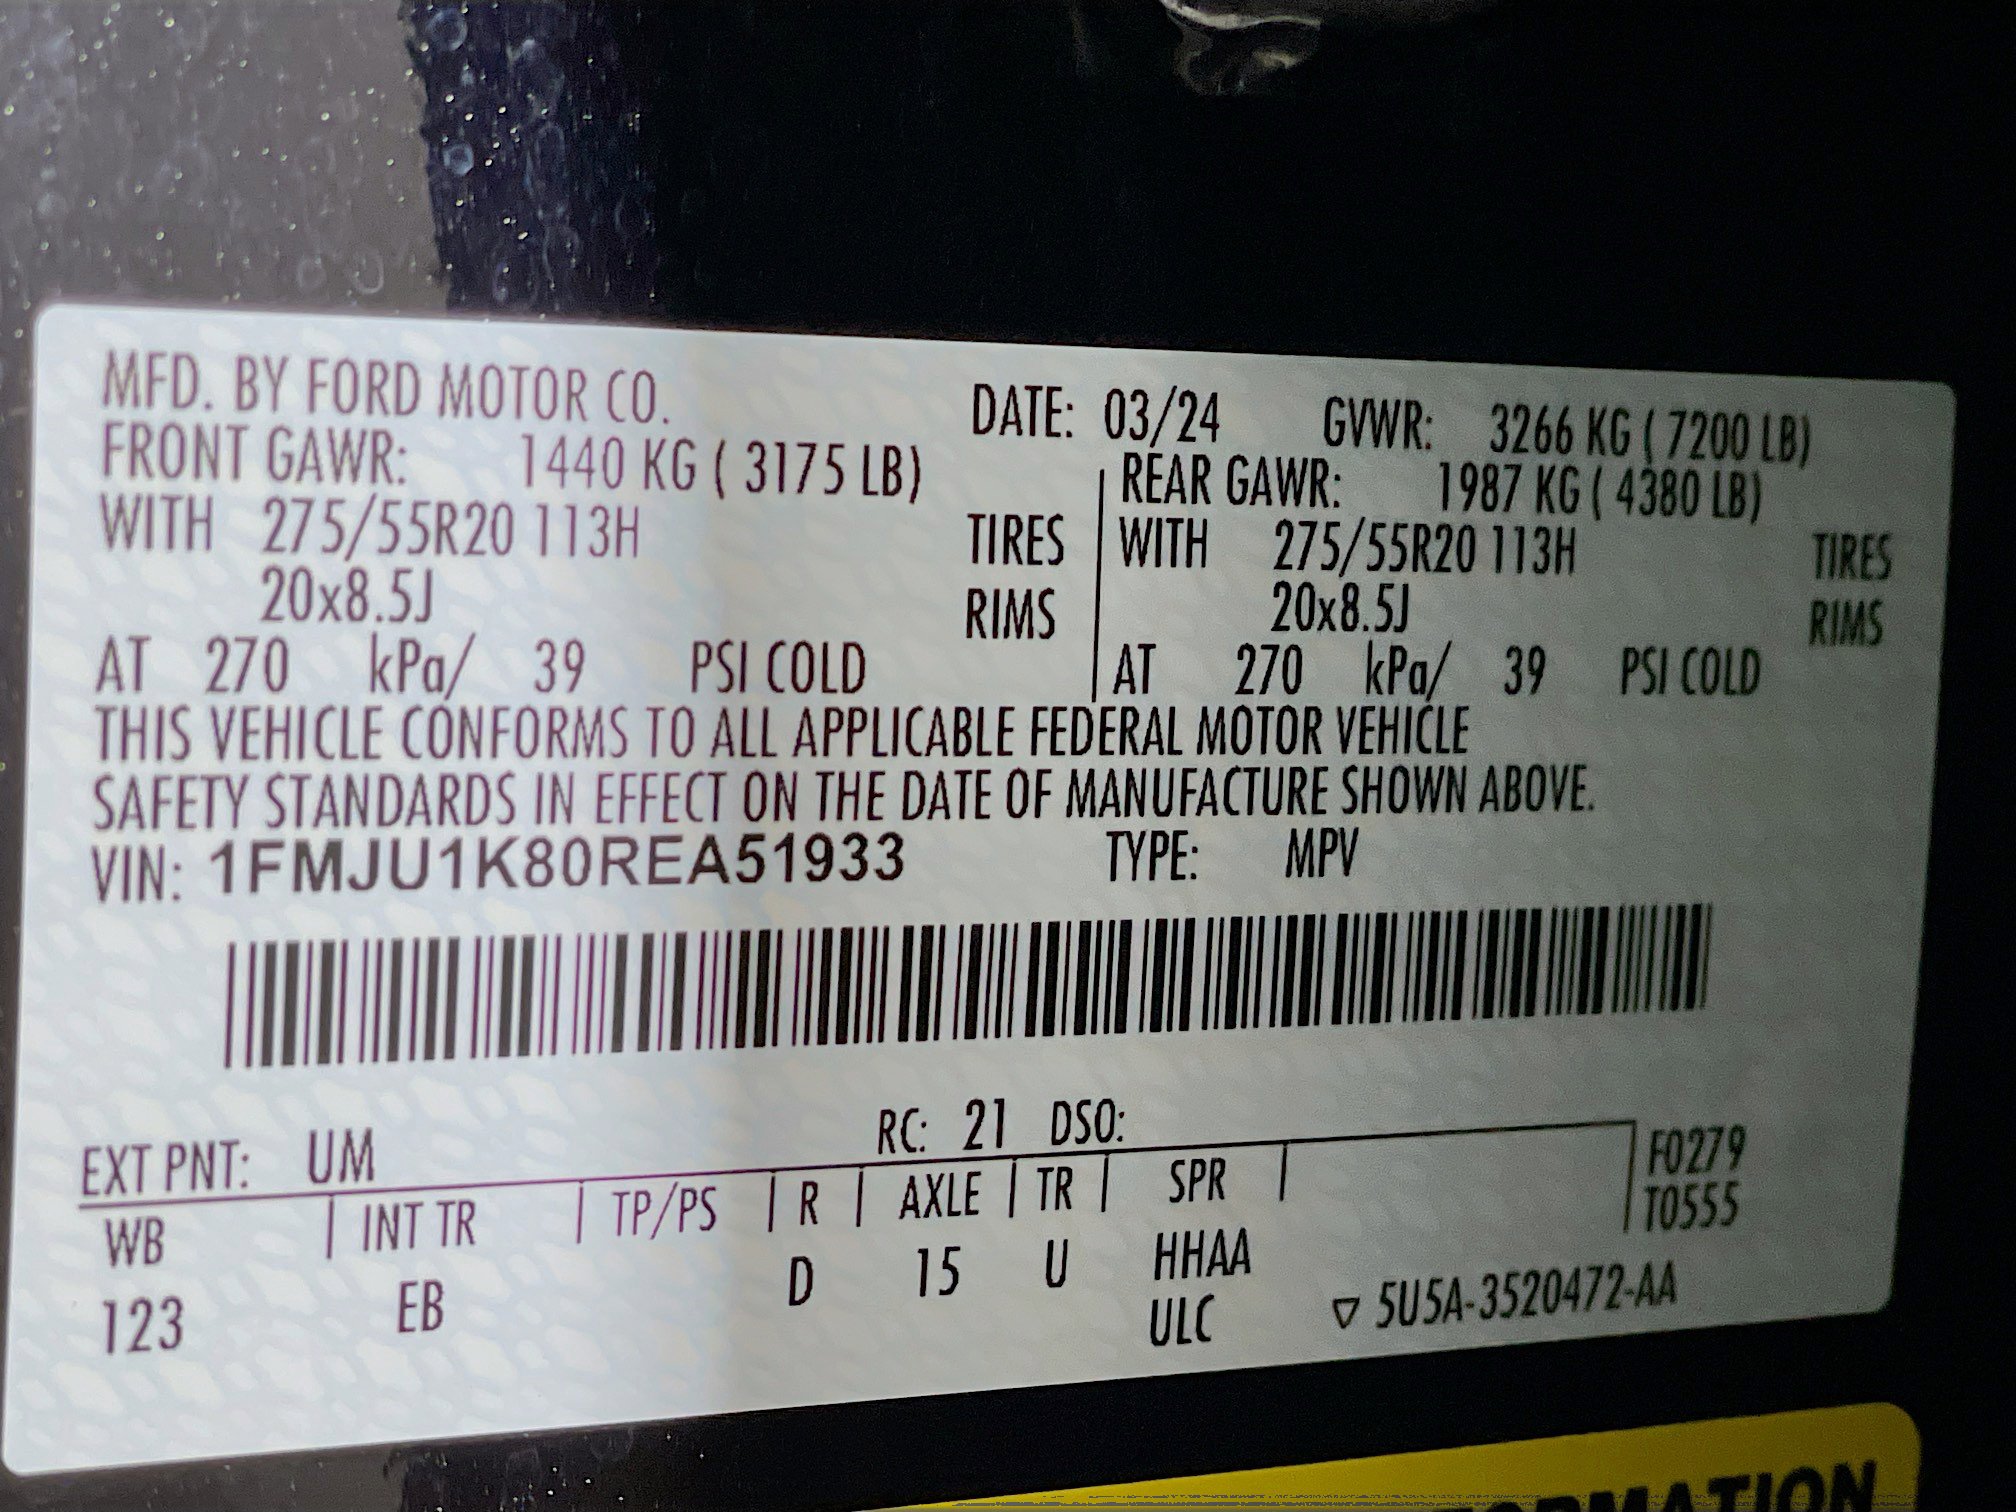 MFD. BY FORD MOTOR CO. DATE: 03/24 GVWR: 3266 KG ( 7200 LB)
FRONT GAWR: 1440 KG ( 3175 LB) REAR GAWR: 1987 KG ( 4380 LB)
WITH 275/55R20 113H TIRES WITH 275/55R20 113H TIRES
20x8.5J RIMS 20x8.5J RIMS
AT 270 kPa/ 39 PSI COLD AT 270 kPa/ 39 PSI COLD
THIS VEHICLE CONFORMS TO ALL APPLICABLE FEDERAL MOTOR VEHICLE
SAFETY STANDARDS IN EFFECT ON THE DATE OF MANUFACTURE SHOWN ABOVE.
VIN: 1FMJU1K80REA51933 TYPE: MPV
EXT PNT: UM RC: 21 DSO:
WB INT TR TP/PS R AXLE TR SPR F0279
T0555
123 EB D 15 U HHAA
ULC ▽ 5U5A-3520472-AA